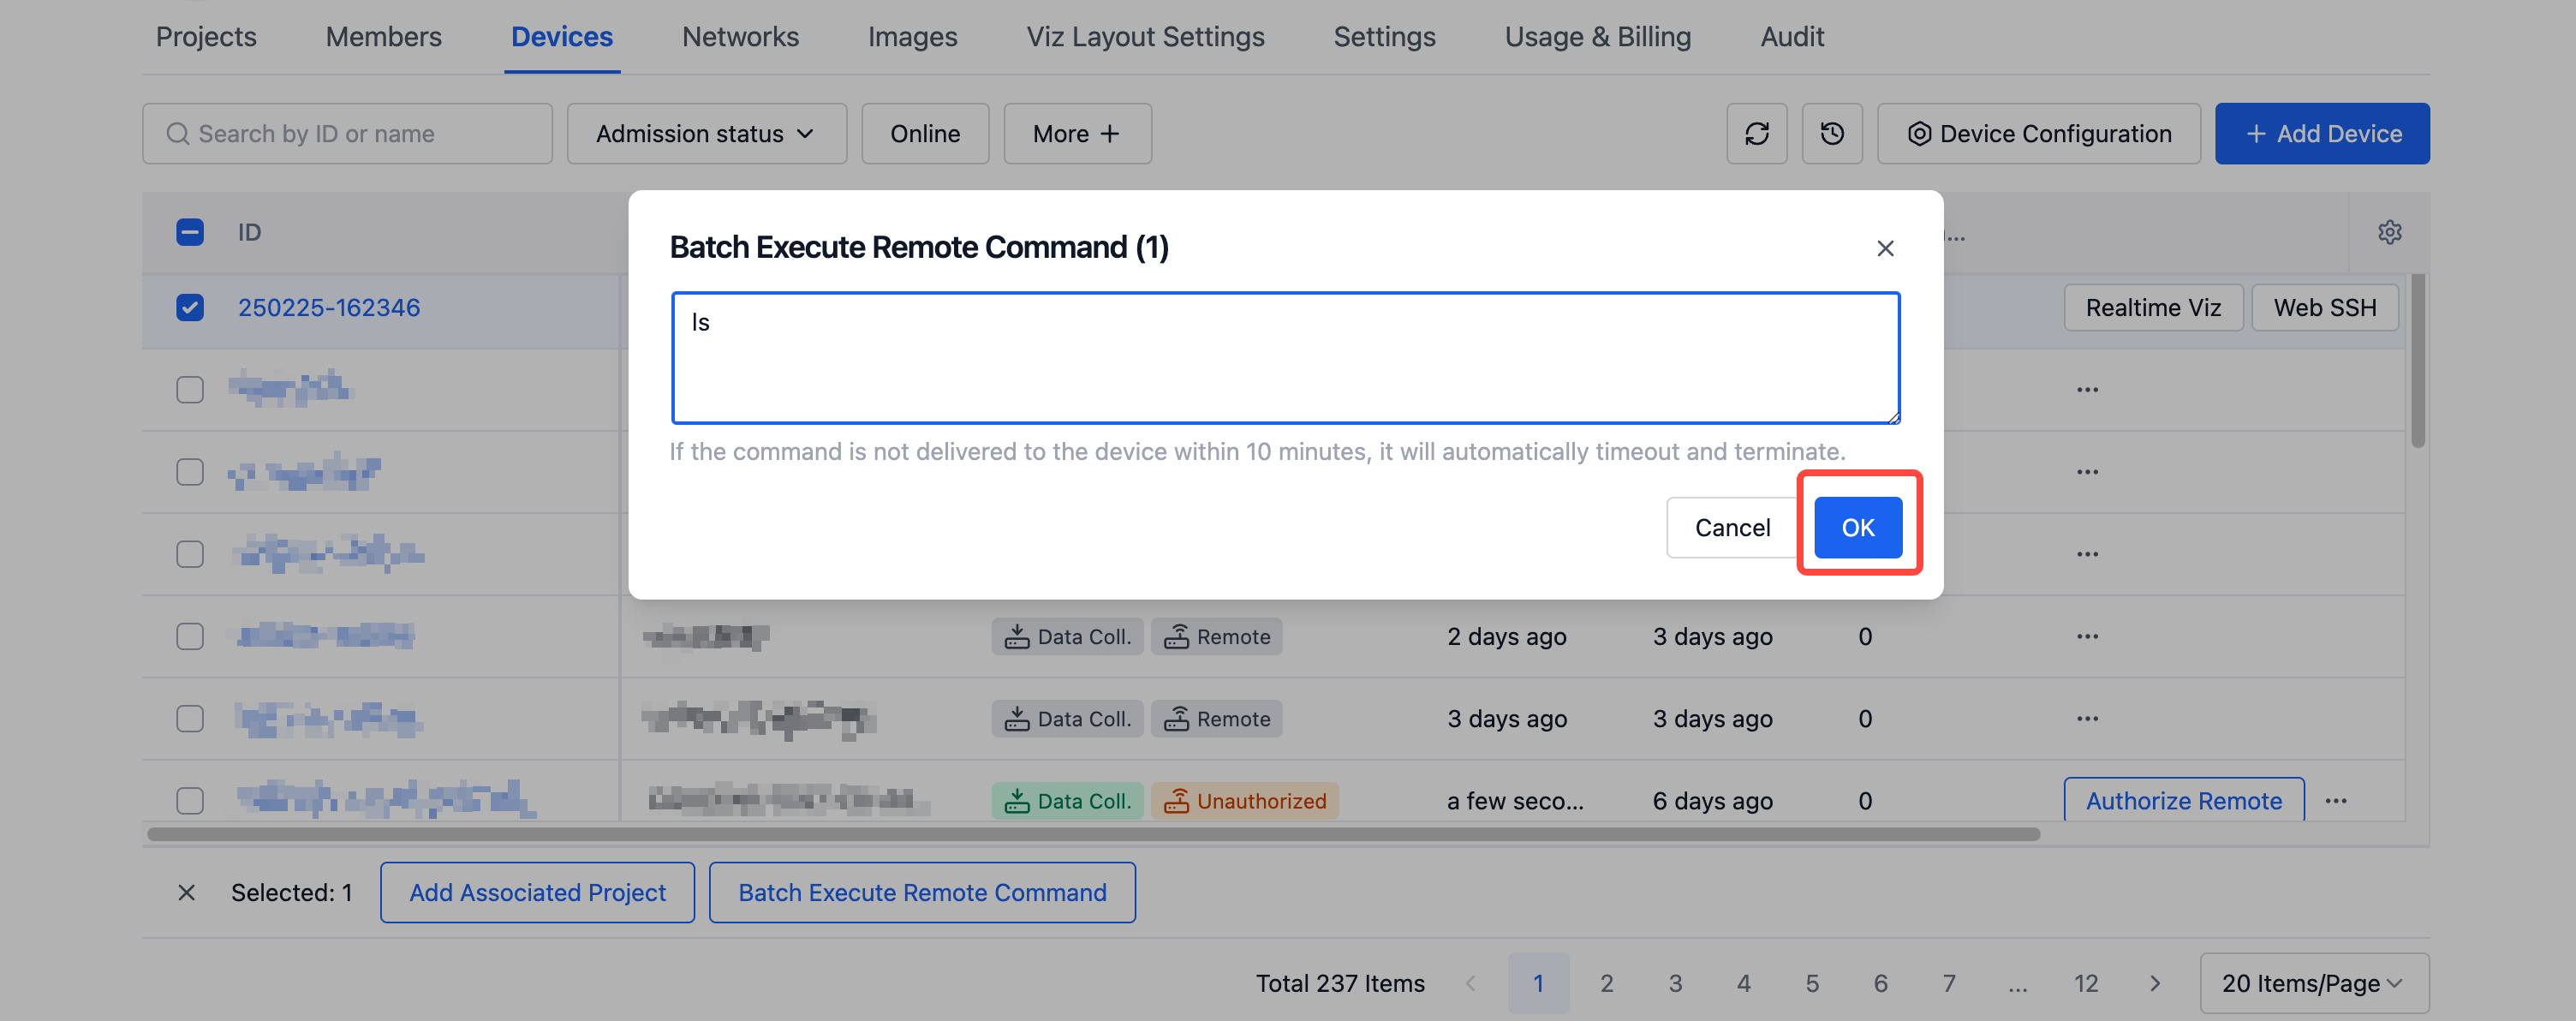 Projects Members Devices Networks Images Viz Layout Settings Settings Usage & Billing Audit
Search by ID or name Admission status Online More + Device Configuration + Add Device
ID ...
Batch Execute Remote Command (1)
250225-162346 Realtime Viz Web SSH
ls
...
If the command is not delivered to the device within 10 minutes, it will automatically timeout and terminate.
...
Cancel OK
...
Data Coll. Remote 2 days ago 3 days ago 0 ...
Data Coll. Remote 3 days ago 3 days ago 0 ...
Data Coll. Unauthorized a few seco... 6 days ago 0 Authorize Remote ...
Selected: 1 Add Associated Project Batch Execute Remote Command
Total 237 Items < 1 2 3 4 5 6 7 ... 12 > 20 Items/Page